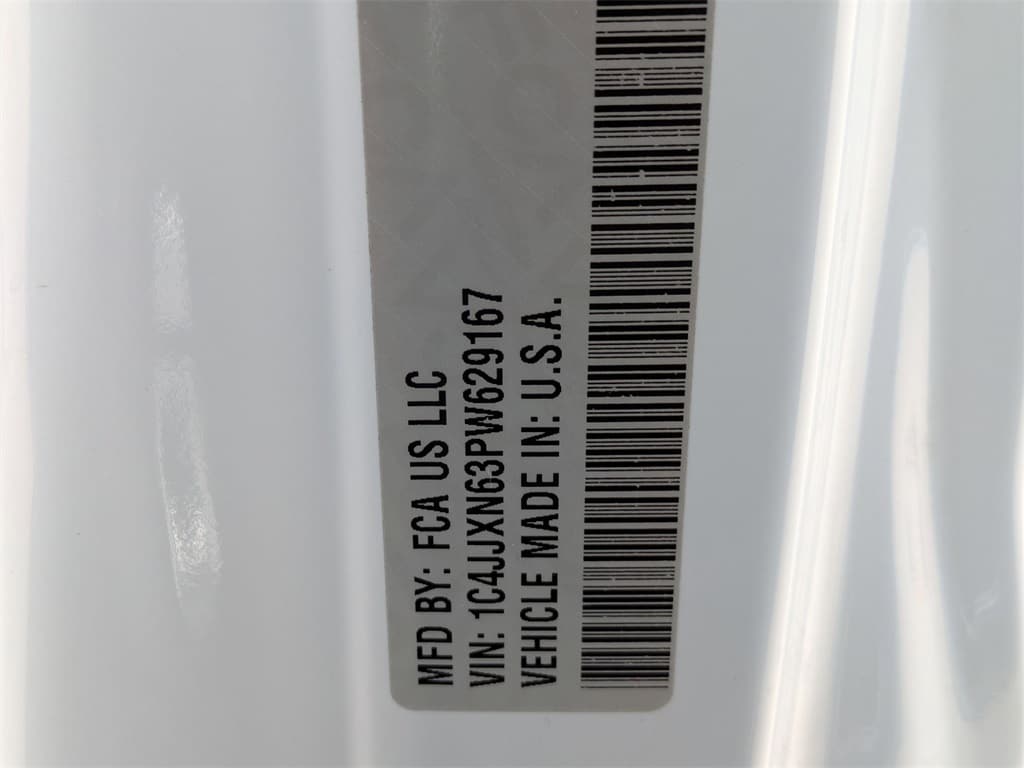 MFD BY: FCA US LLC
VIN: 1C4JJXN63PW629167
VEHICLE MADE IN: U.S.A.